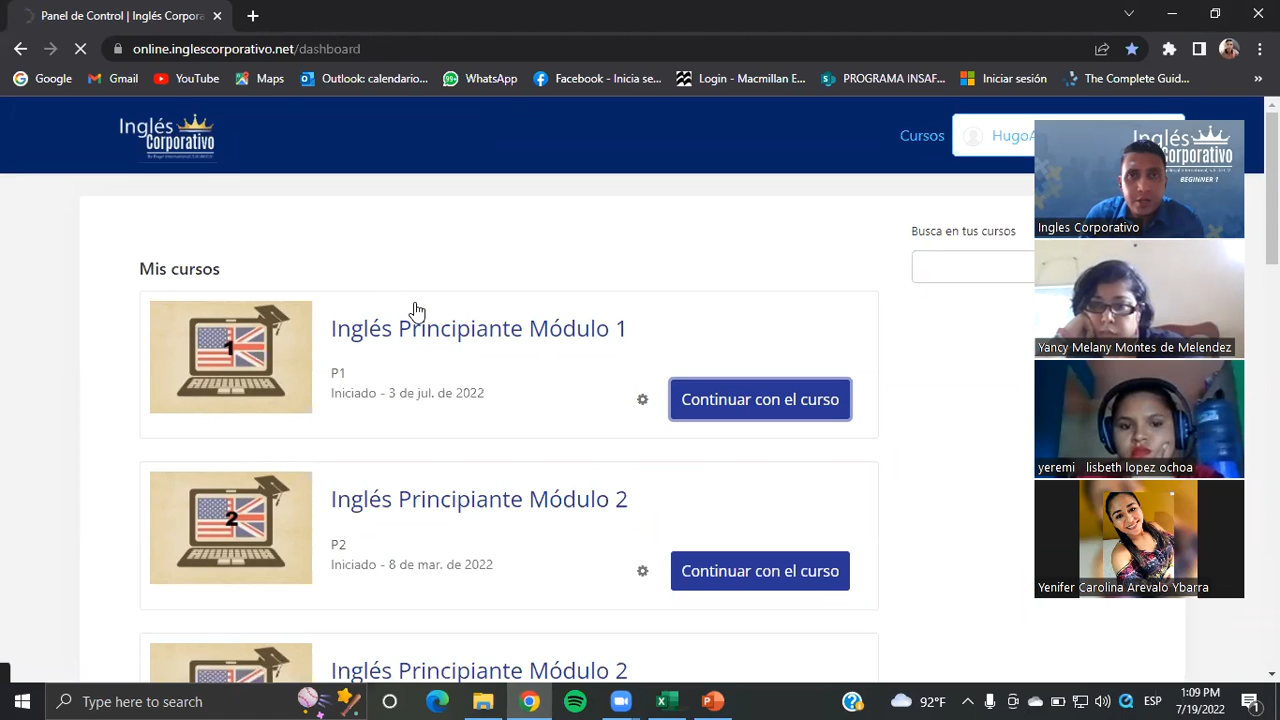 Panel de Control | Ingles Corpora
online.inglescorporativo.net/dashboard
Google
Gmail
YouTube
Maps
Outlook: calendario...
99+
WhatsApp
Facebook - Inicia se...
Login - Macmillan E...
PROGRAMA INSAF...
Iniciar sesión
The Complete Guid...
»
Inglés
Corporativo
Cursos
HugoA
Inglés
Corporativo
BEGINNER 1
Ingles Corporativo
Busca en tus cursos
Mis cursos
1
Inglés Principiante Módulo 1
P1
Iniciado - 3 de jul. de 2022
Continuar con el curso
Yancy Melany Montes de Melendez
yeremi lisbeth lopez ochoa
2
Inglés Principiante Módulo 2
P2
Iniciado - 8 de mar. de 2022
Continuar con el curso
Yenifer Carolina Arevalo Ybarra
Inglés Principiante Módulo 2
Type here to search
92°F
ESP
1:09 PM
7/19/2022
1